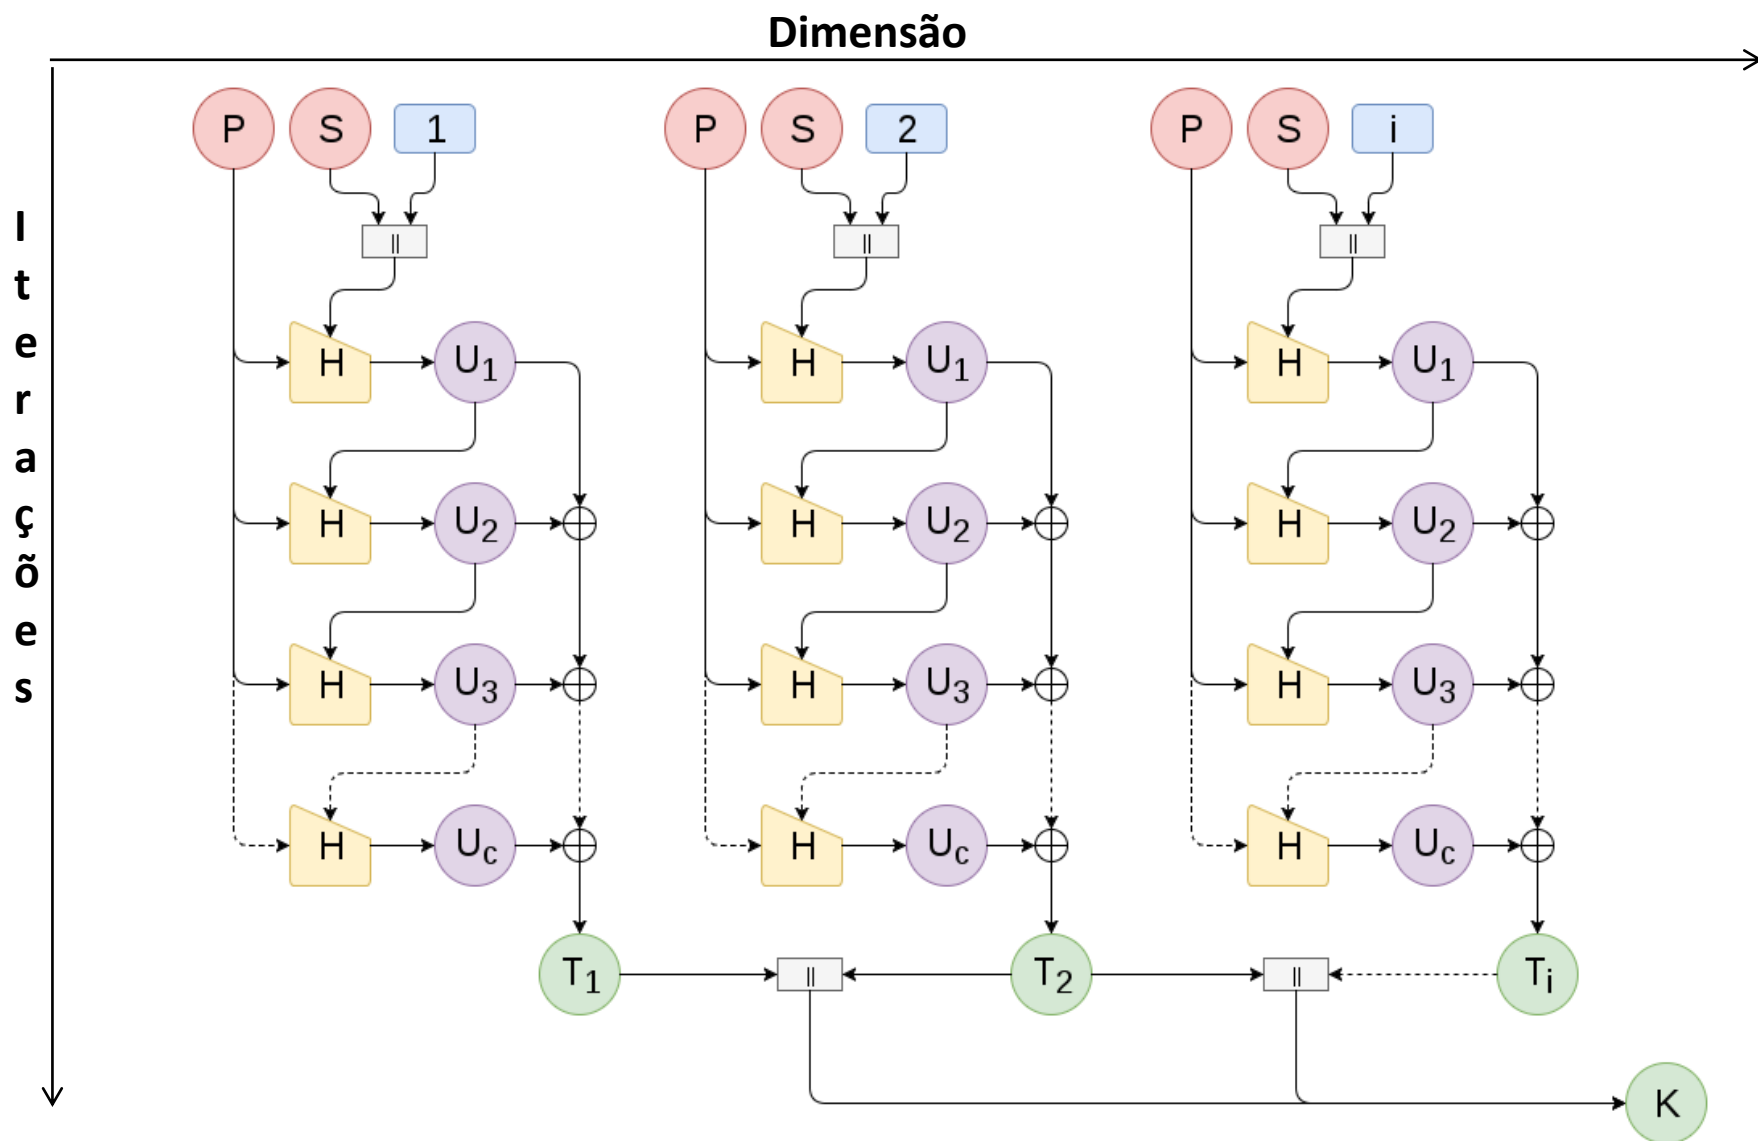 Dimensão
Iterações
P S 1 P S 2 P S i
|| || ||
H U1 H U1 H U1
H U2 H U2 H U2
H U3 H U3 H U3
H Uc H Uc H Uc
T1 || T2 || Ti
K